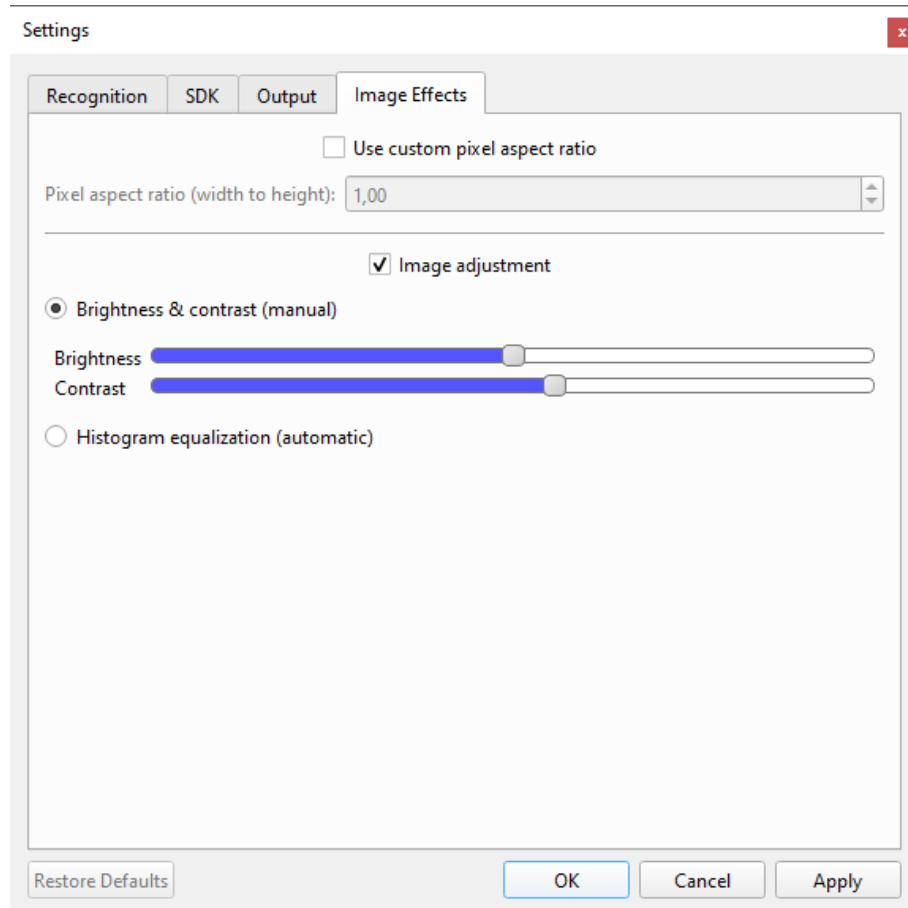 Settings
x
Recognition SDK Output Image Effects
Use custom pixel aspect ratio
Pixel aspect ratio (width to height): 1,00
Image adjustment
Brightness & contrast (manual)
Brightness
Contrast
Histogram equalization (automatic)
Restore Defaults OK Cancel Apply